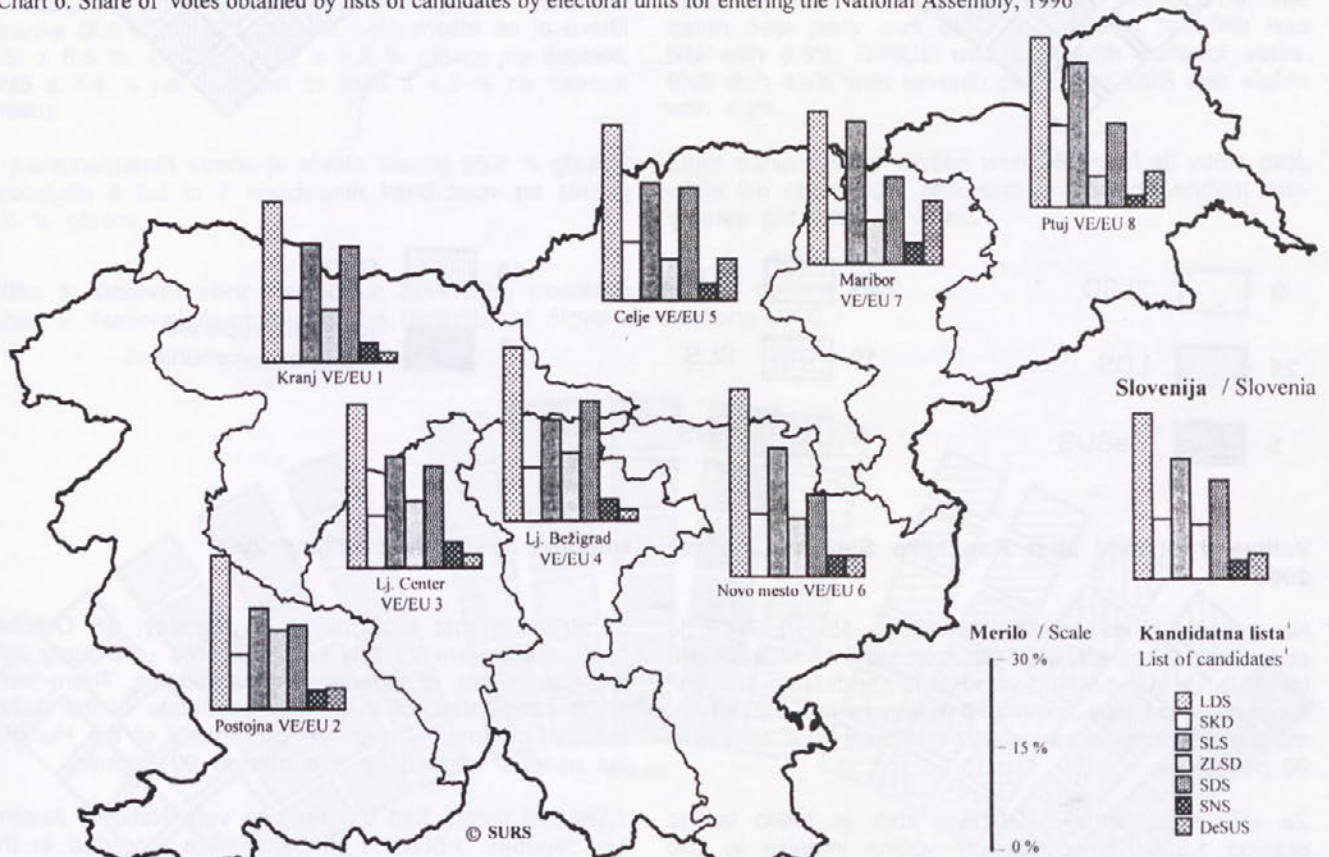 Chart 6: Share of votes obtained by lists of candidates by electoral units for entering the National Assembly, 1996
Ptuj VE/EU 8
Maribor
VE/EU 7
Celje VE/EU 5
Kranj VE/EU 1
Slovenija / Slovenia
Lj. Bežigrad
VE/EU 4
Lj. Center
VE/EU 3
Novo mesto VE/EU 6
Postojna VE/EU 2
Merilo / Scale
30 %
15 %
0 %
Kandidatna lista¹
List of candidates¹
LDS
SKD
SLS
ZLSD
SDS
SNS
DeSUS
© SURS